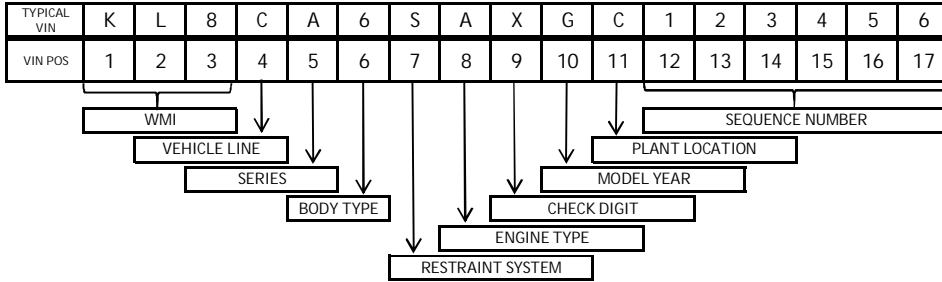 TYPICAL VIN K L 8 C A 6 S A X G C 1 2 3 4 5 6
VIN POS 1 2 3 4 5 6 7 8 9 10 11 12 13 14 15 16 17
WMI SEQUENCE NUMBER
VEHICLE LINE PLANT LOCATION
SERIES MODEL YEAR
BODY TYPE CHECK DIGIT
ENGINE TYPE
RESTRAINT SYSTEM